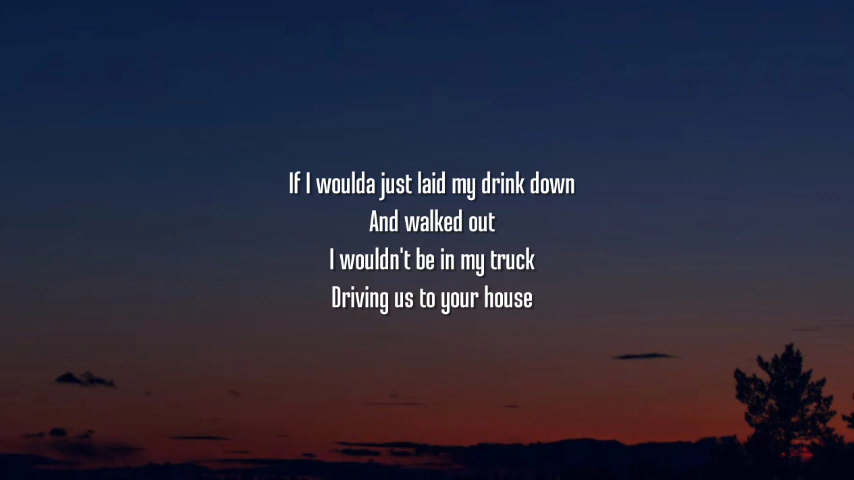 If I woulda just laid my drink down
And walked out
I wouldn't be in my truck
Driving us to your house